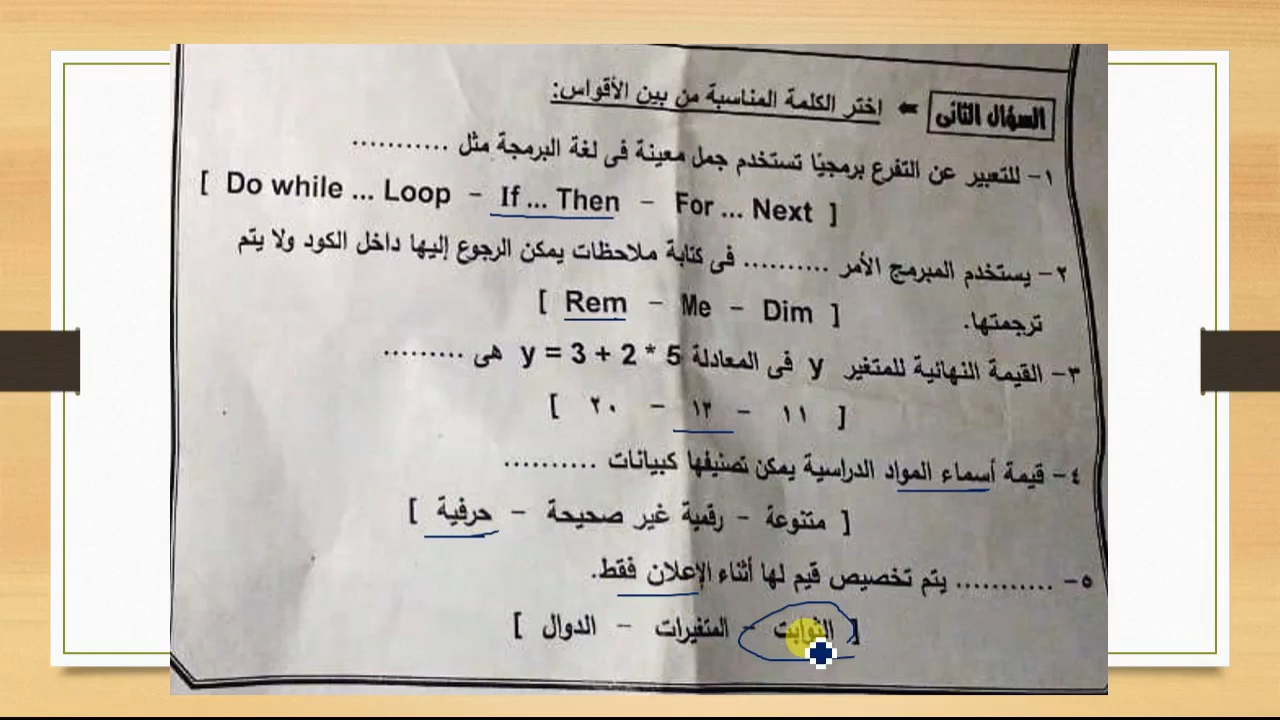 السؤال الثانى ← اختر الكلمة المناسبة من بين الأقواس:
١- للتعبير عن التفرع برمجيًا تستخدم جمل معينة فى لغة البرمجة مثل ...........
[ Do while ... Loop – If ... Then – For ... Next ]
٢- يستخدم المبرمج الأمر .......... فى كتابة ملاحظات يمكن الرجوع إليها داخل الكود ولا يتم
ترجمتها. [ Rem – Me – Dim ]
٣- القيمة النهائية للمتغير y فى المعادلة y = 3 + 2 * 5 هى .........
[ ١١ – ١٣ – ٢٠ ]
٤- قيمة أسماء المواد الدراسية يمكن تصنيفها كبيانات ..........
[ متنوعة – رقمية غير صحيحة – حرفية ]
٥- ........... يتم تخصيص قيم لها أثناء الإعلان فقط.
[ الثوابت – المتغيرات – الدوال ]